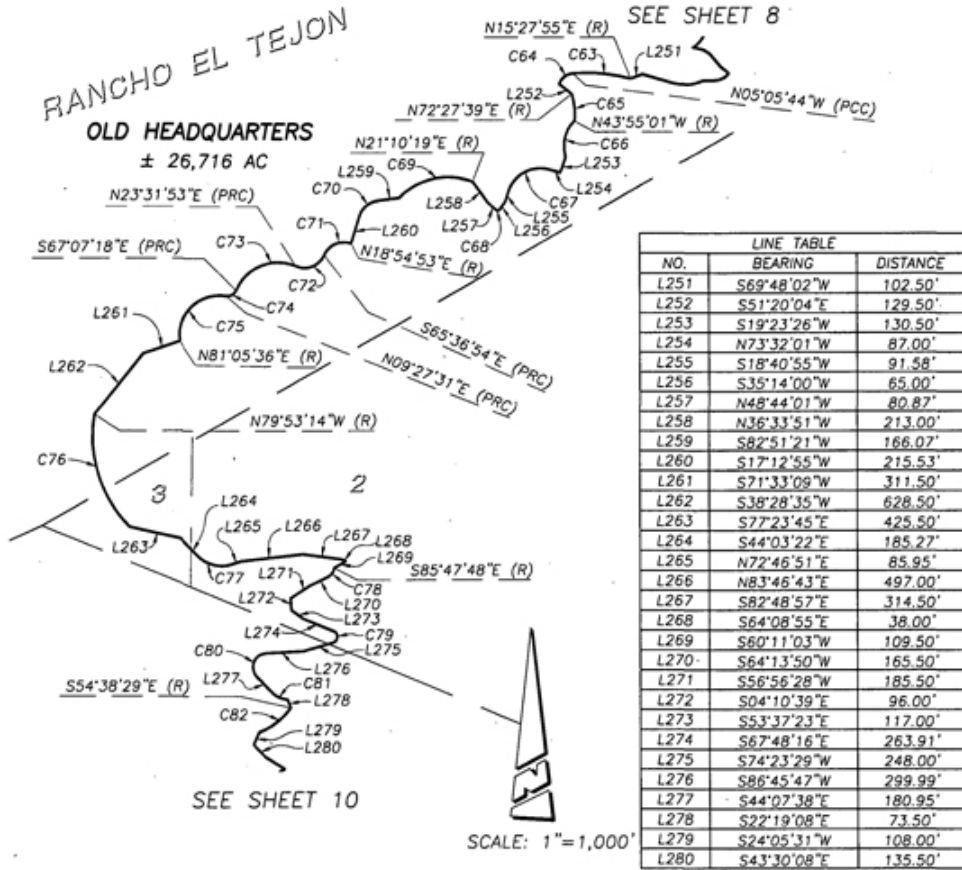 SEE SHEET 8
RANCHO EL TEJON
N15°27'55"E (R)
C64
C63
L251
N05°05'44"W (PCC)
L252
N72°27'39"E (R)
C65
N43°55'01"W (R)
C66
OLD HEADQUARTERS
± 26,716 AC
N21°10'19"E (R)
L259
C69
L253
L254
C70
N23°31'53"E (PRC)
L258
C67
L255
L257
L256
C71
L260
C68
C73
S67°07'18"E (PRC)
N18°54'53"E (R)
C72
C74
L261
C75
S65°36'54"E (PRC)
L262
N81°05'36"E (R)
N09°27'31"E (PRC)
N79°53'14"W (R)
C76
3
2
L264
L265
L266
L267
L268
L263
L269
C77
L271
S85°47'48"E (R)
C78
L272
L270
L273
L274
C79
C80
L275
L276
L277
C81
S54°38'29"E (R)
L278
C82
L279
L280
SEE SHEET 10
N
SCALE: 1"=1,000'
LINE TABLE
NO. BEARING DISTANCE
L251 S69°48'02"W 102.50'
L252 S51°20'04"E 129.50'
L253 S19°23'26"W 130.50'
L254 N73°32'01"W 87.00'
L255 S18°40'55"W 91.58'
L256 S35°14'00"W 65.00'
L257 N48°44'01"W 80.87'
L258 N36°33'51"W 213.00'
L259 S82°51'21"W 166.07'
L260 S17°12'55"W 215.53'
L261 S71°33'09"W 311.50'
L262 S38°28'35"W 628.50'
L263 S77°23'45"E 425.50'
L264 S44°03'22"E 185.27'
L265 N72°46'51"E 85.95'
L266 N83°46'43"E 497.00'
L267 S82°48'57"E 314.50'
L268 S64°08'55"E 38.00'
L269 S60°11'03"W 109.50'
L270 S64°13'50"W 165.50'
L271 S56°56'28"W 185.50'
L272 S04°10'39"E 96.00'
L273 S53°37'23"E 117.00'
L274 S67°48'16"E 263.91'
L275 S74°23'29"W 248.00'
L276 S86°45'47"W 299.99'
L277 S44°07'38"E 180.95'
L278 S22°19'08"E 73.50'
L279 S24°05'31"W 108.00'
L280 S43°30'08"E 135.50'